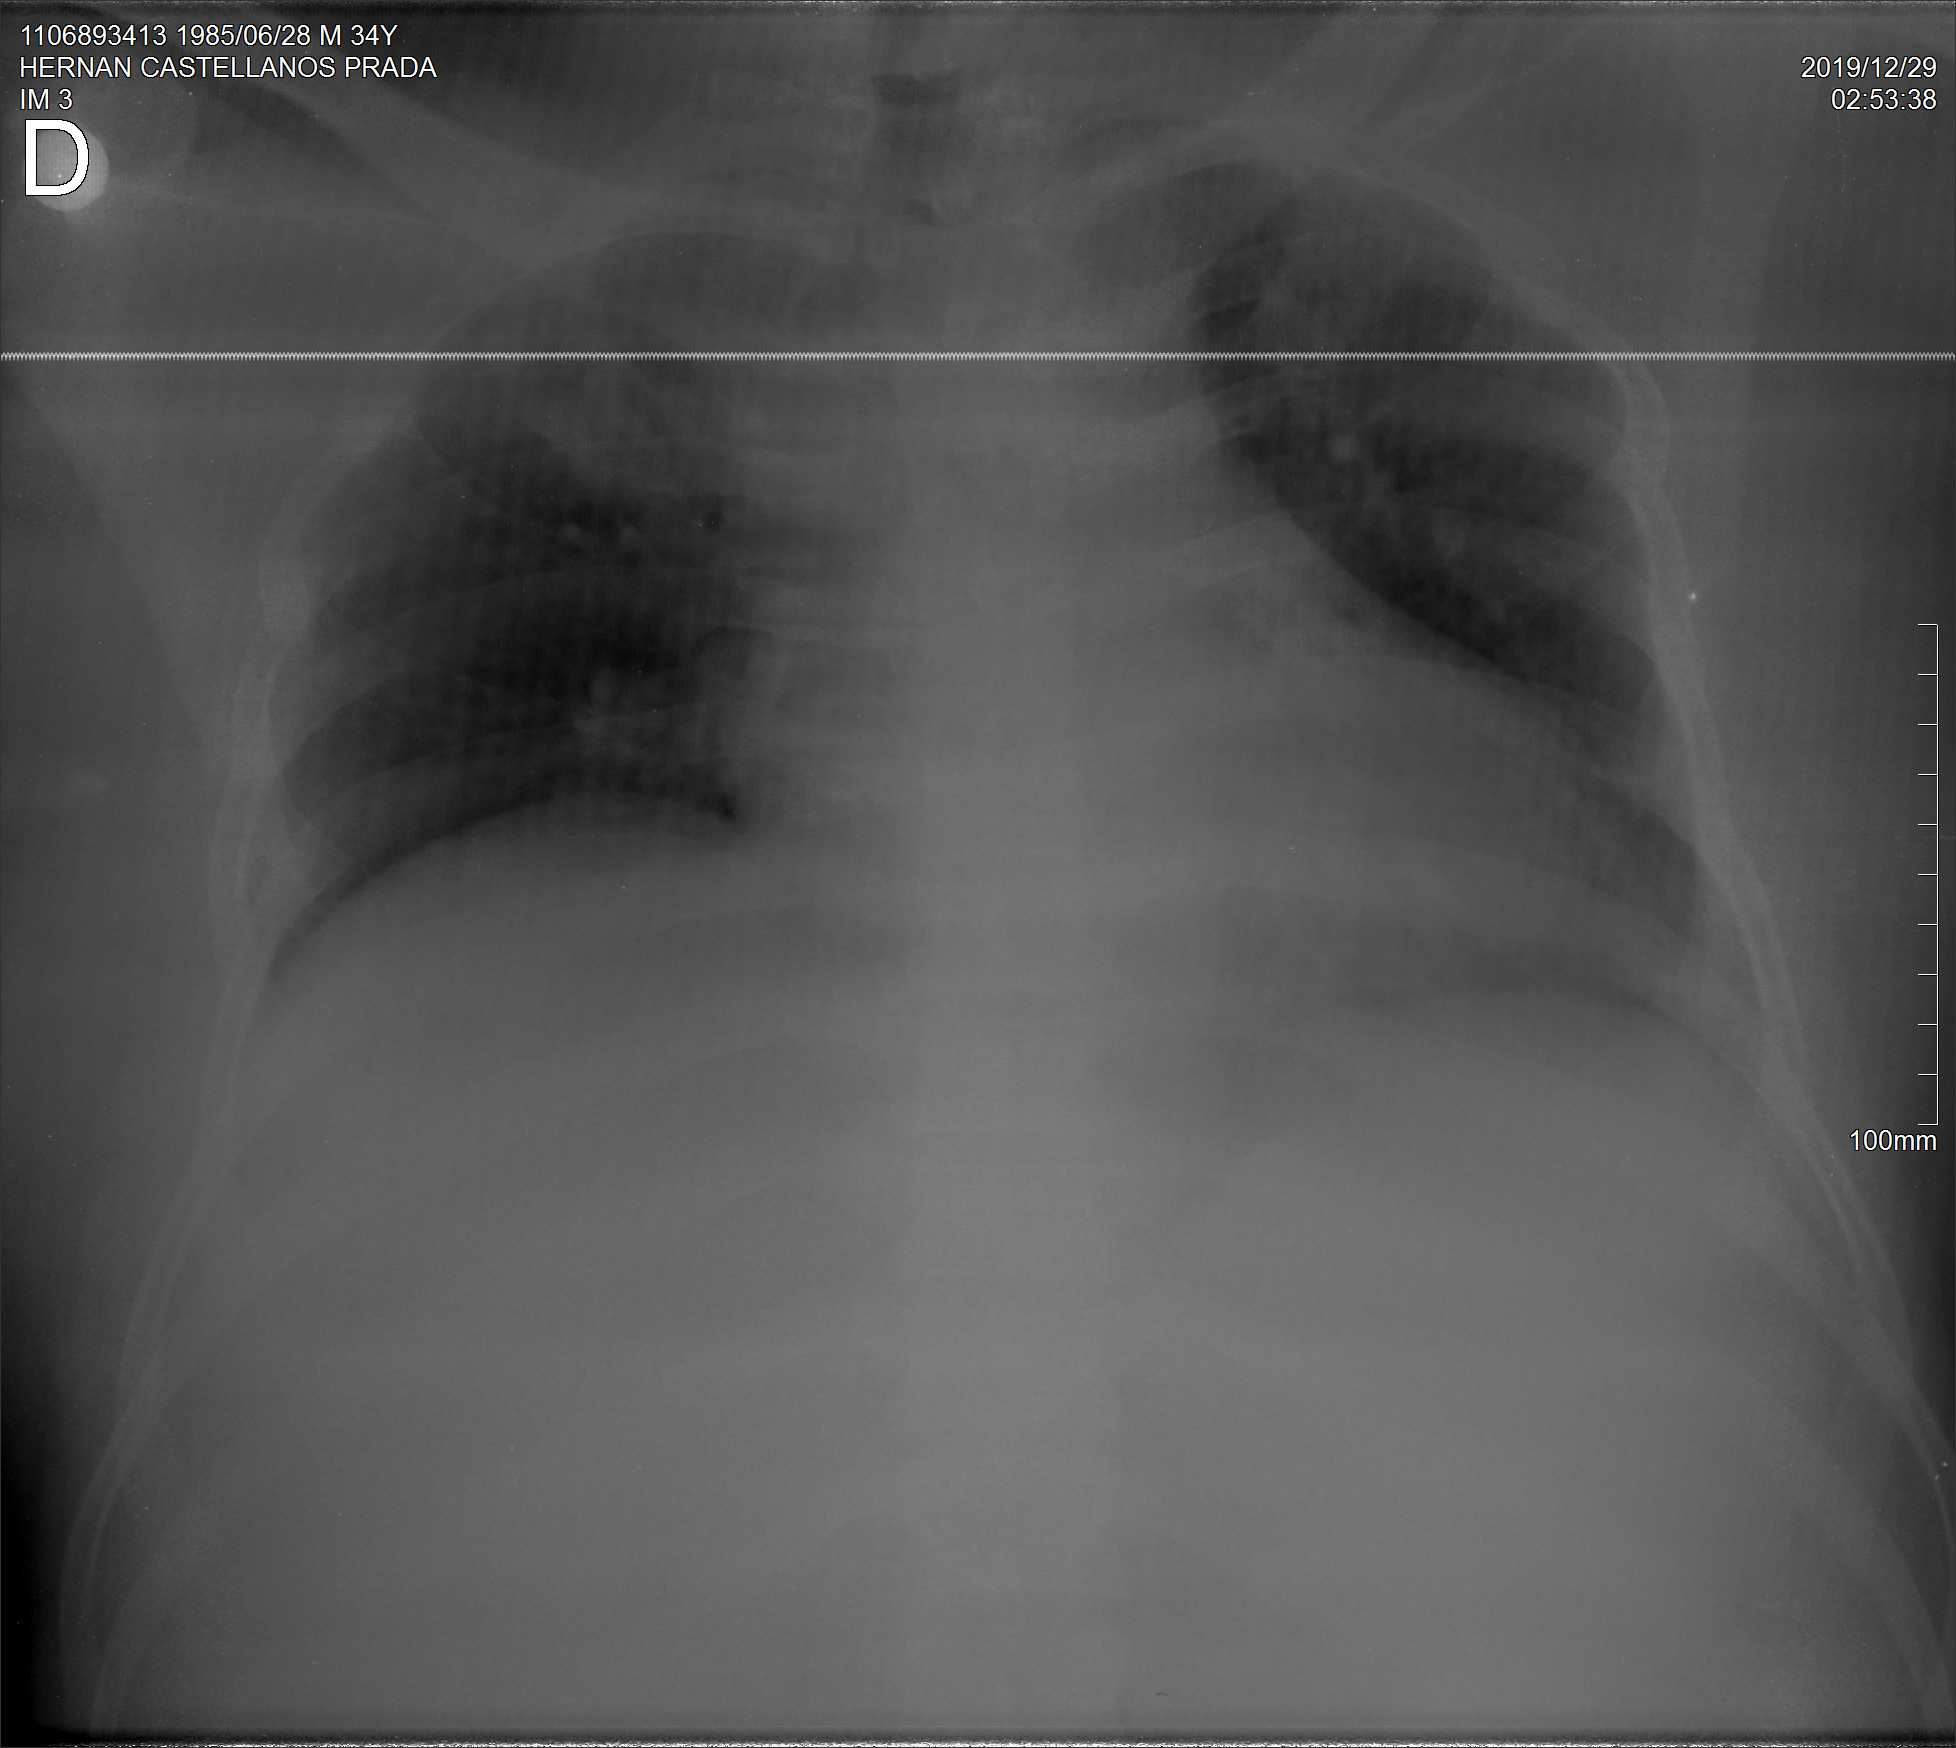 1106893413 1985/06/28 M 34Y
HERNAN CASTELLANOS PRADA
IM 3
D
2019/12/29
02:53:38
100mm